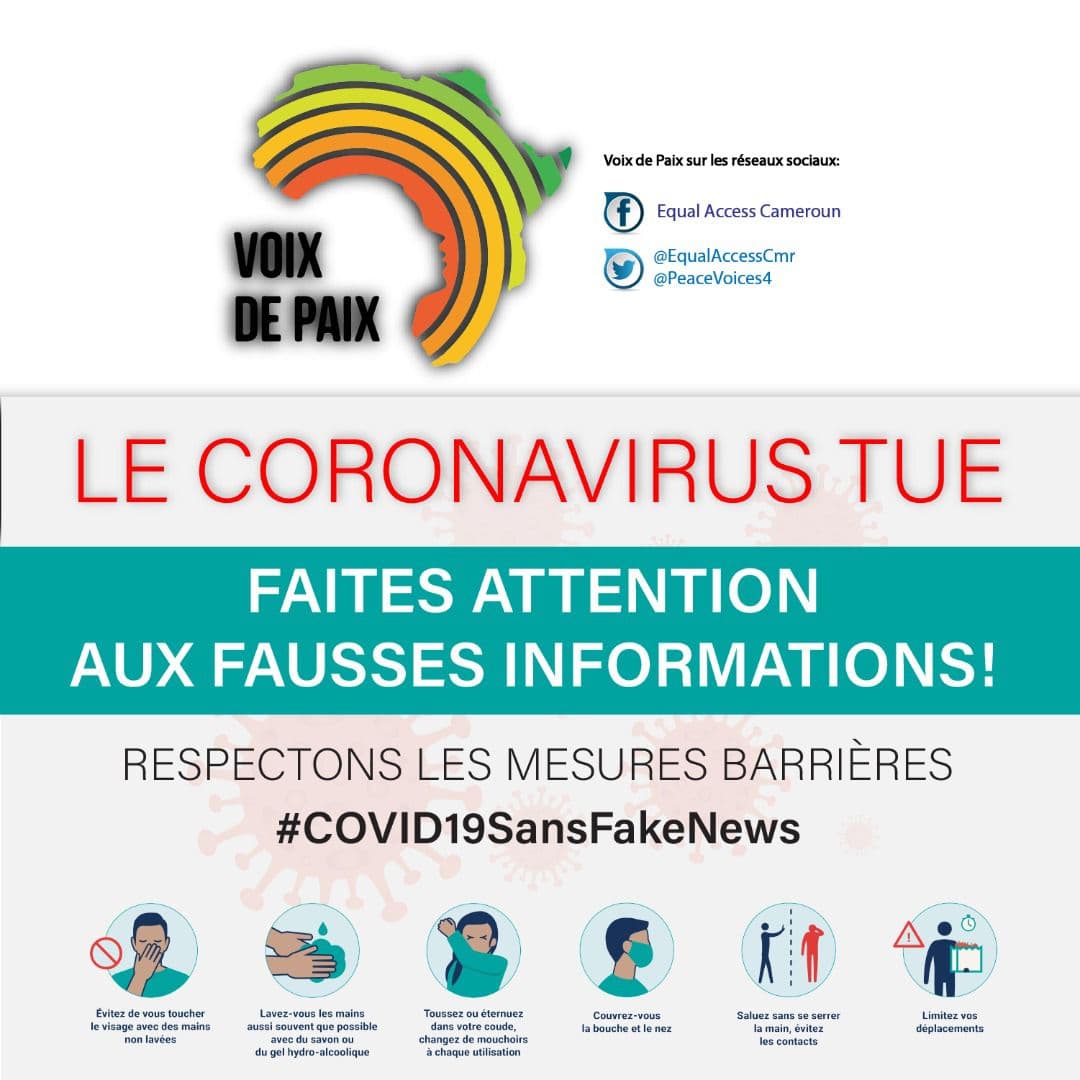 VOIX
DE PAIX
Voix de Paix sur les réseaux sociaux:
Equal Access Cameroun
@EqualAccessCmr
@PeaceVoices4
LE CORONAVIRUS TUE
FAITES ATTENTION
AUX FAUSSES INFORMATIONS!
RESPECTONS LES MESURES BARRIÈRES
#COVID19SansFakeNews
Évitez de vous toucher
le visage avec des mains
non lavées
Lavez-vous les mains
aussi souvent que possible
avec du savon ou
du gel hydro-alcoolique
Toussez ou éternuez
dans votre coude,
changez de mouchoirs
à chaque utilisation
Couvrez-vous
la bouche et le nez
Saluez sans se serrer
la main, évitez
les contacts
Limitez vos
déplacements